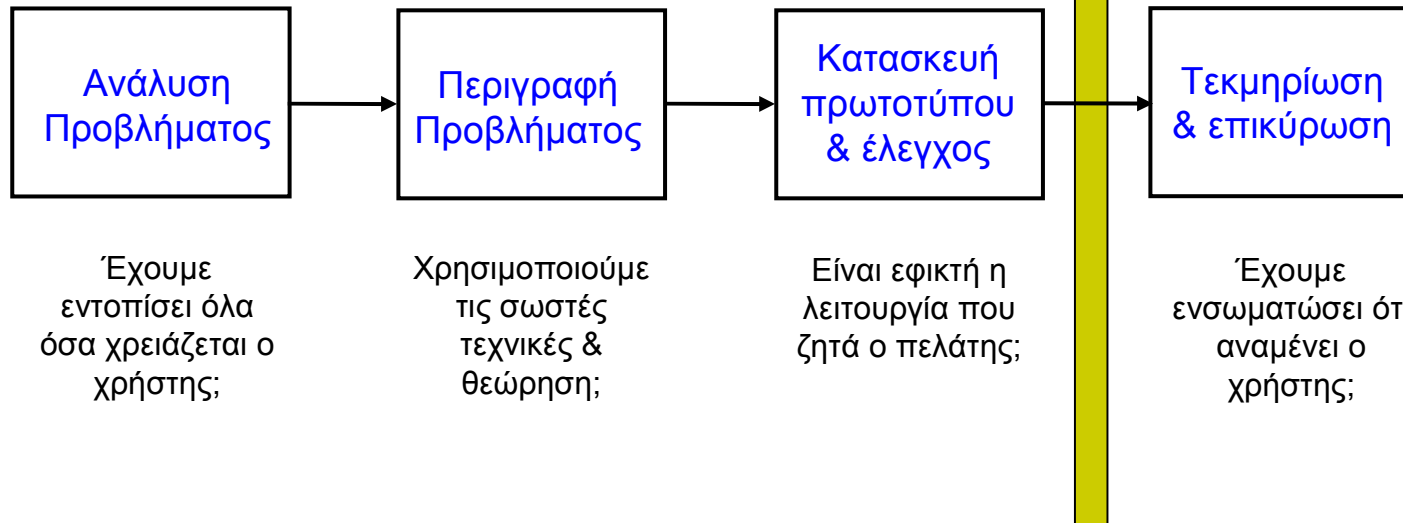 Ανάλυση
Προβλήματος
Περιγραφή
Προβλήματος
Κατασκευή
πρωτοτύπου
& έλεγχος
Τεκμηρίωση
& επικύρωση
Έχουμε
εντοπίσει όλα
όσα χρειάζεται ο
χρήστης;
Χρησιμοποιούμε
τις σωστές
τεχνικές &
θεώρηση;
Είναι εφικτή η
λειτουργία που
ζητά ο πελάτης;
Έχουμε
ενσωματώσει
αναμένει ο
χρήστης;